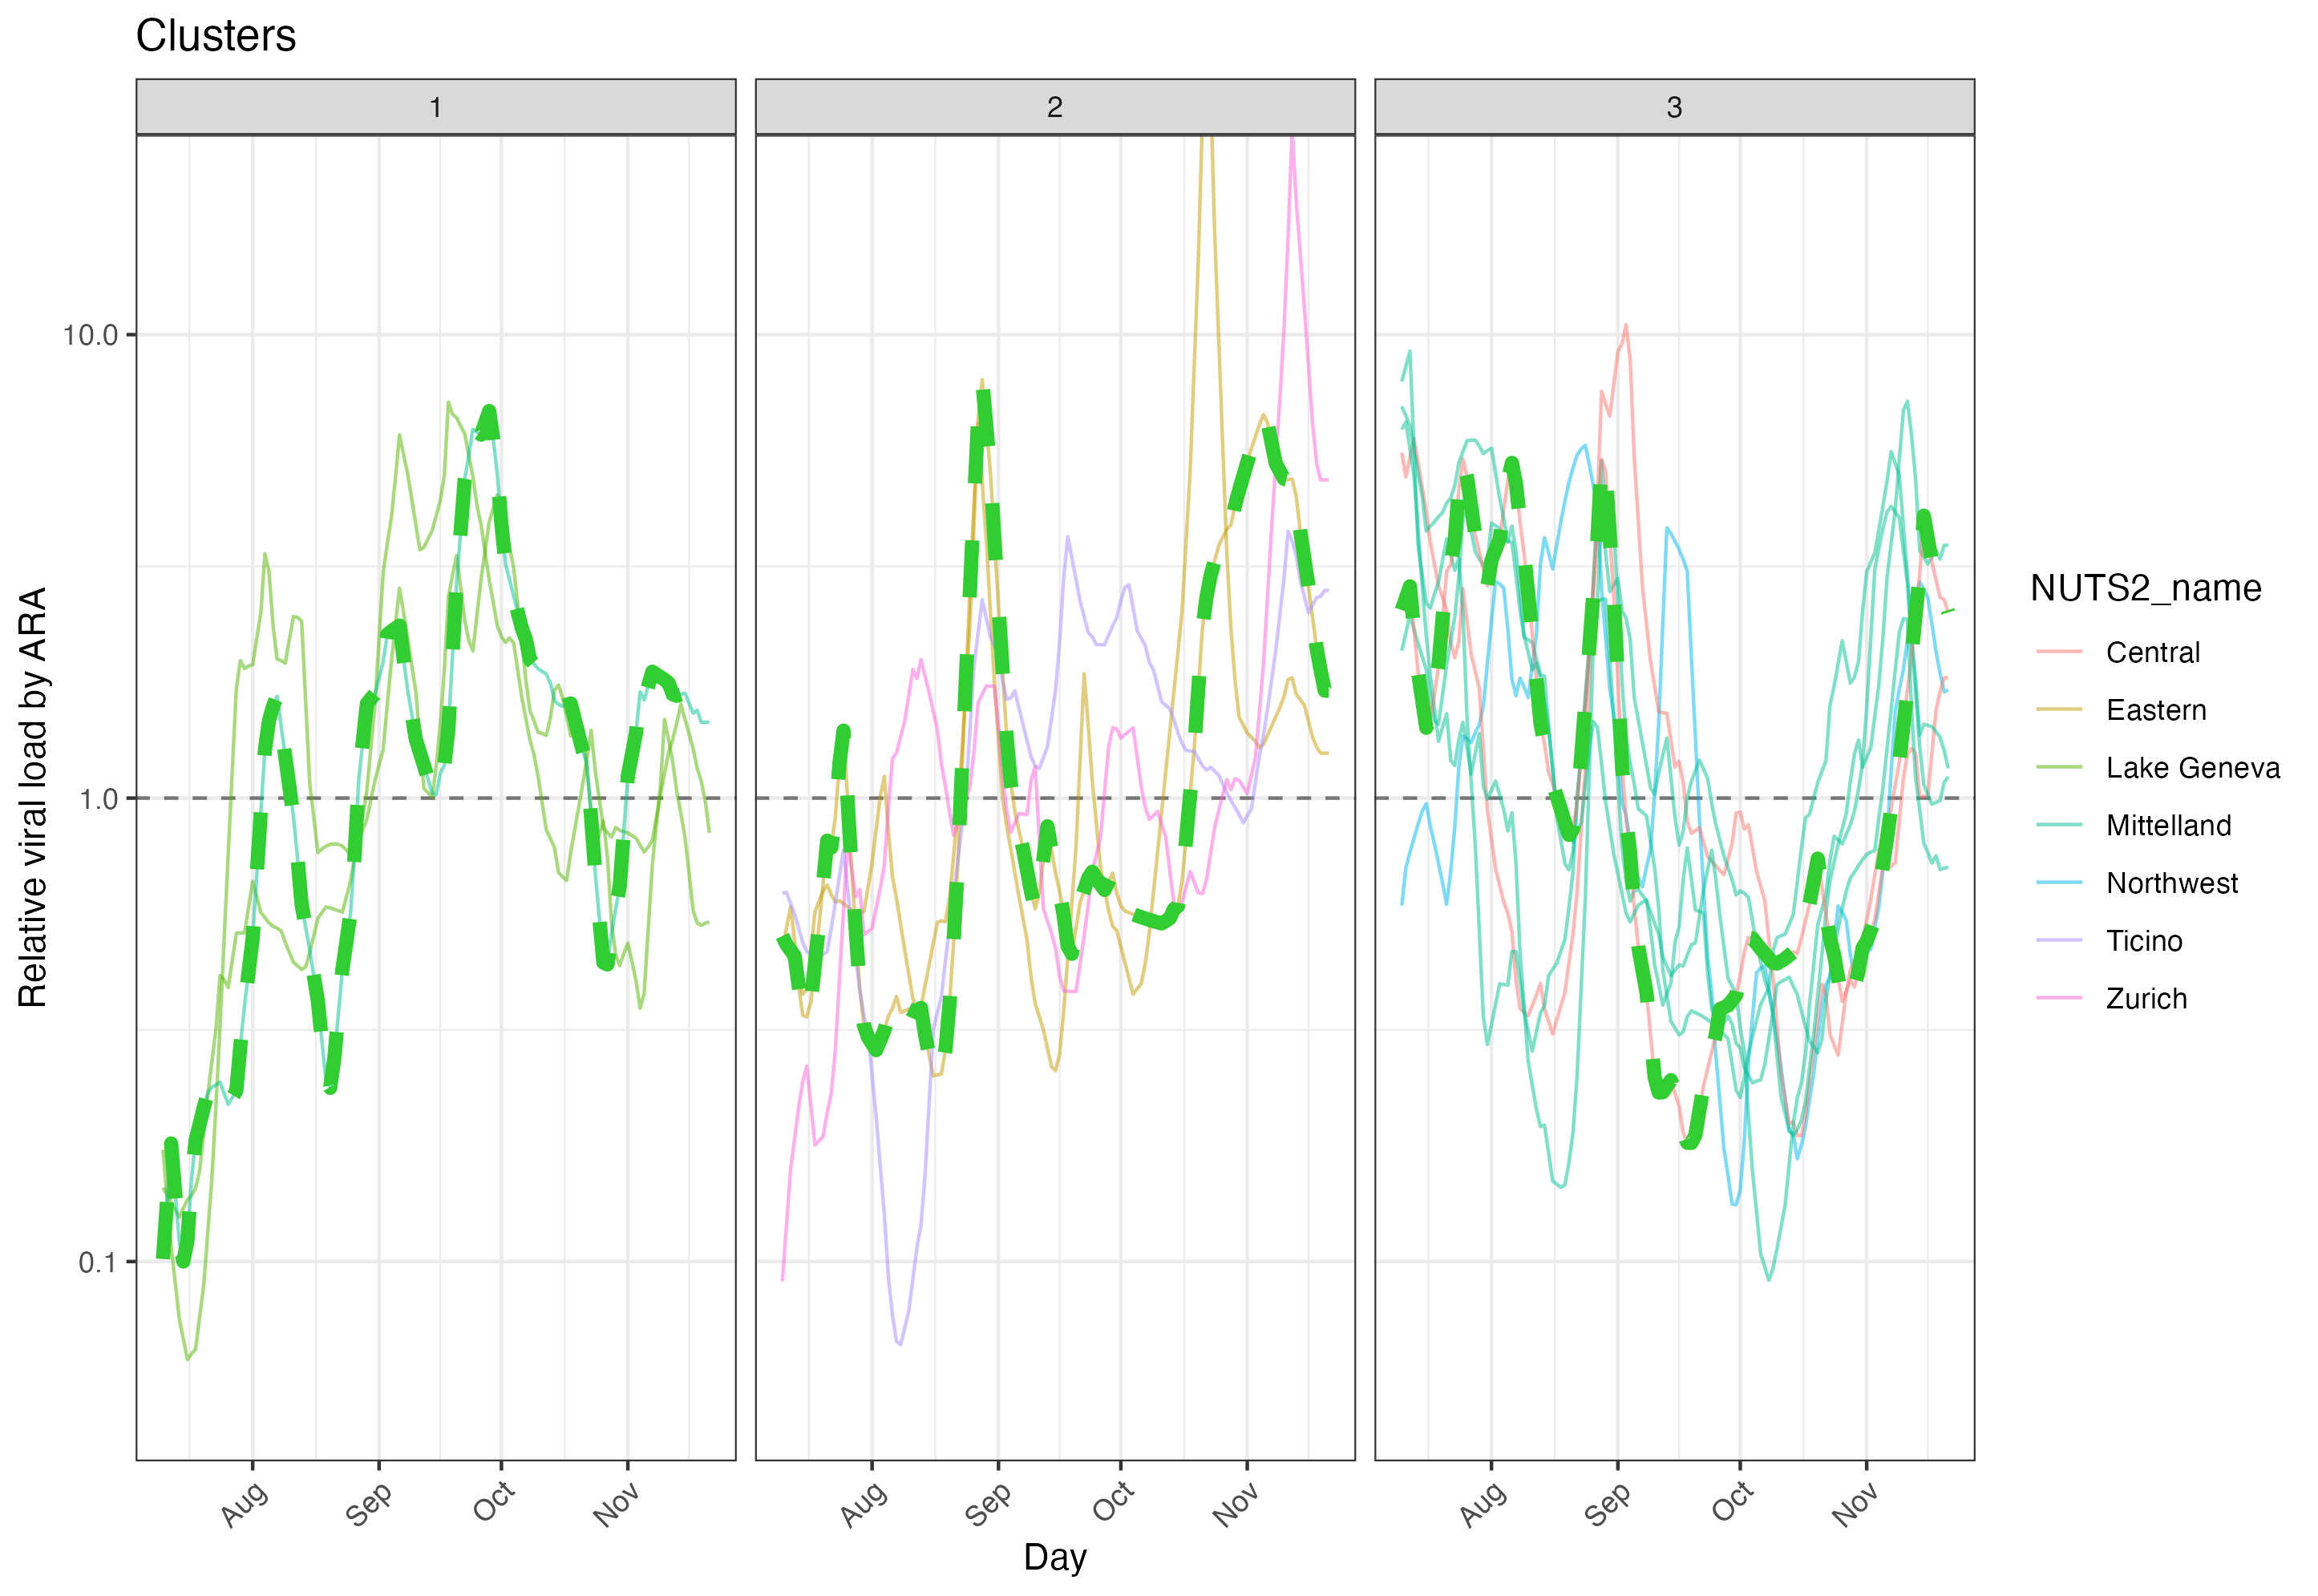 Clusters
1
2
3
Relative viral load by ARA
10.0
1.0
0.1
Aug
Sep
Oct
Nov
Aug
Sep
Oct
Nov
Aug
Sep
Oct
Nov
Day
NUTS2_name
Central
Eastern
Lake Geneva
Mittelland
Northwest
Ticino
Zurich